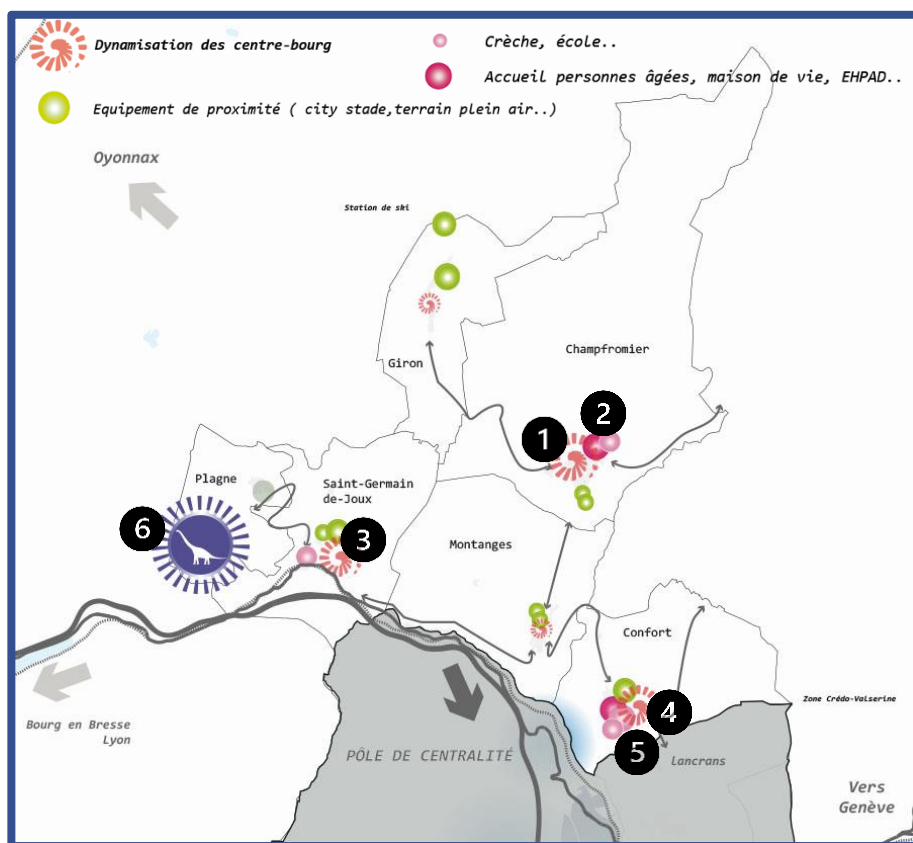 Dynamisation des centre-bourg
Crèche, école..
Accueil personnes âgées, maison de vie, EHPAD..
Equipement de proximité ( city stade,terrain plein air..)
Oyonnax
Station de ski
Champfromier
Giron
1
2
Plagne
Saint-Germain
de-Joux
6
3
Montanges
Confort
4
5
Zone Crédo-Valserine
Bourg en Bresse
Lyon
PÔLE DE CENTRALITÉ
lancrans
Vers
Genève